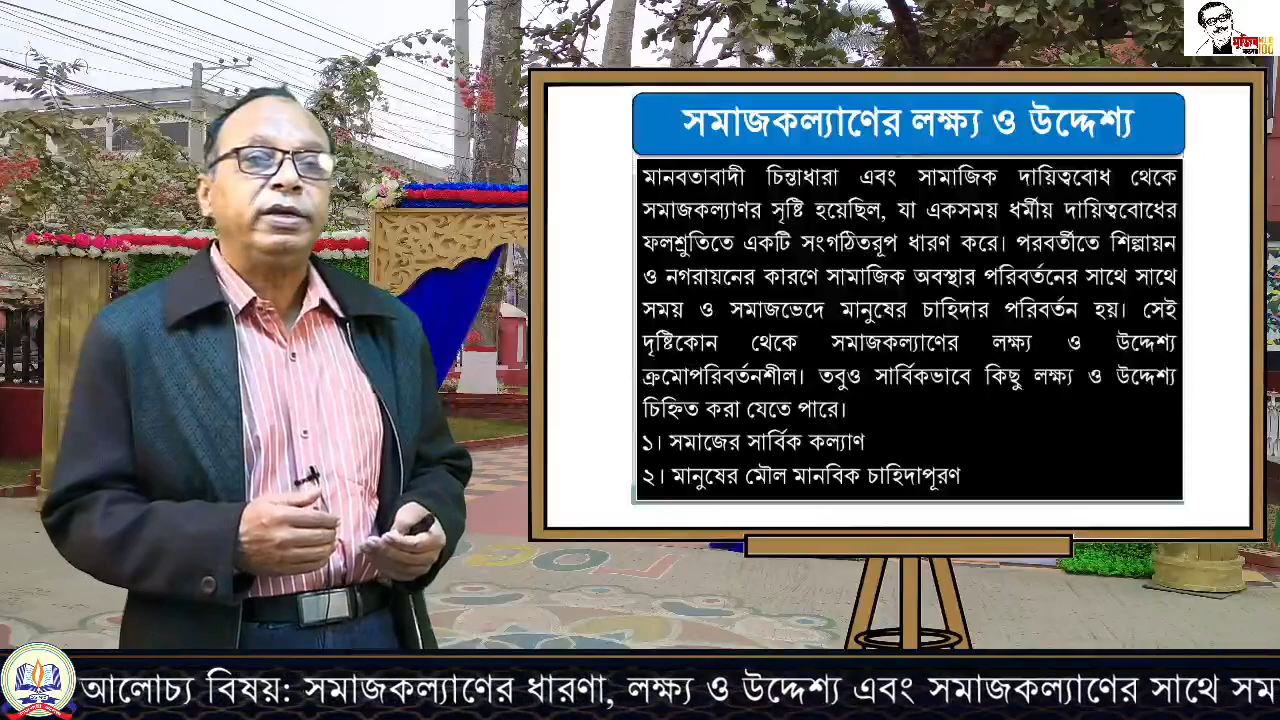 মুজিব
শতবর্ষ
100
সমাজকল্যাণের লক্ষ্য ও উদ্দেশ্য
মানবতাবাদী চিন্তাধারা এবং সামাজিক দায়িত্ববোধ থেকে
সমাজকল্যাণর সৃষ্টি হয়েছিল, যা একসময় ধর্মীয় দায়িত্ববোধের
ফলশ্রুতিতে একটি সংগঠিতরূপ ধারণ করে। পরবর্তীতে শিল্পায়ন
ও নগরায়নের কারণে সামাজিক অবস্থার পরিবর্তনের সাথে সাথে
সময় ও সমাজভেদে মানুষের চাহিদার পরিবর্তন হয়। সেই
দৃষ্টিকোন থেকে সমাজকল্যাণের লক্ষ্য ও উদ্দেশ্য
ক্রমোপরিবর্তনশীল। তবুও সার্বিকভাবে কিছু লক্ষ্য ও উদ্দেশ্য
চিহ্নিত করা যেতে পারে।
১। সমাজের সার্বিক কল্যাণ
২। মানুষের মৌল মানবিক চাহিদাপূরণ
আলোচ্য বিষয়: সমাজকল্যাণের ধারণা, লক্ষ্য ও উদ্দেশ্য এবং সমাজকল্যাণের সাথে সম